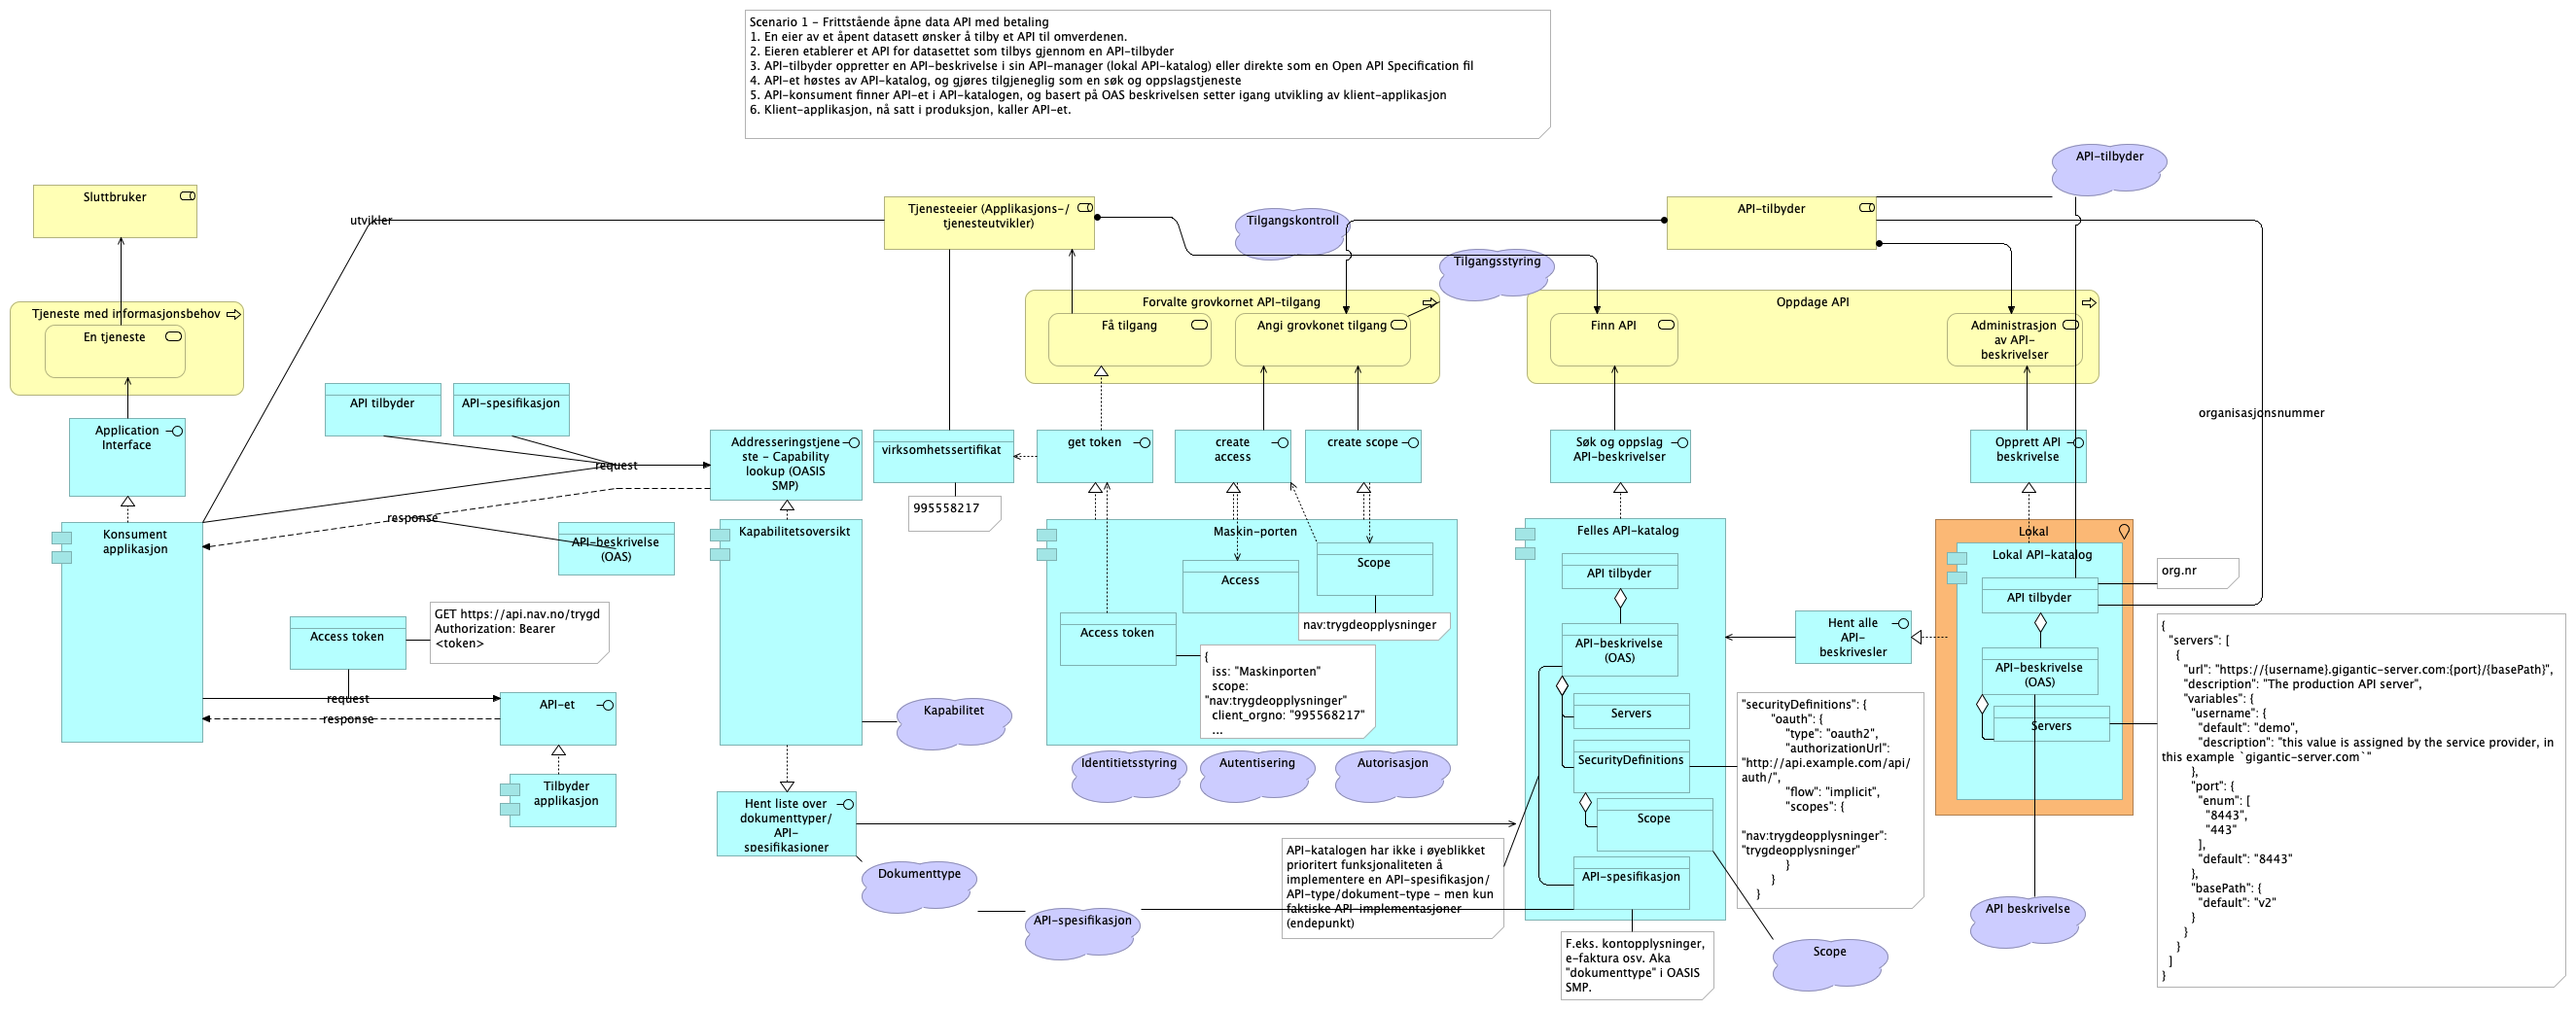 Scenario 1 - Frittstående åpne data API med betaling
1. En eier av et åpent datasett ønsker å tilby et API til omverdenen.
2. Eieren etablerer et API for datasettet som tilbys gjennom en API-tilbyder
3. API-tilbyder oppretter en API-beskrivelse i sin API-manager (lokal API-katalog) eller direkte som en Open API Specification fil
4. API-et høstes av API-katalog, og gjøres tilgjeneglig som en søk og oppslagstjeneste
5. API-konsument finner API-et i API-katalogen, og basert på OAS beskrivelsen setter igang utvikling av klient-applikasjon
6. Klient-applikasjon, nå satt i produksjon, kaller API-et.
API-tilbyder
Sluttbruker
utvikler
Tjenesteeier (Applikasjons-/
tjenesteutvikler)
Tilgangskontroll
Tilgangsstyring
API-tilbyder
Tjeneste med informasjonsbehov
En tjeneste
Forvalte grovkornet API-tilgang
Få tilgang
Angi grovkonet tilgang
Oppdage API
Finn API
Administrasjon
av API-
beskrivelser
organisasjonsnummer
Application
Interface
API tilbyder
API-spesifikasjon
request
Addresseringstjene
ste - Capability
lookup (OASIS
SMP)
virksomhetssertifikat
995558217
get token
create
access
create scope
Søk og oppslag
API-beskrivelser
Opprett API
beskrivelse
Konsument
applikasjon
response
API-beskrivelse
(OAS)
Kapabilitetsoversikt
Maskin-porten
Access
Scope
nav:trygdeopplysninger
Access token
{
iss: "Maskinporten"
scope:
"nav:trygdeopplysninger"
client_orgno: "995568217"
...
Access token
GET https://api.nav.no/trygd
Authorization: Bearer
<token>
request
response
API-et
Tilbyder
applikasjon
Kapabilitet
Identitietsstyring
Autentisering
Autorisasjon
Hent liste over
dokumenttyper/
API-
spesifikasjoner
Dokumenttype
API-spesifikasjon
API-katalogen har ikke i øyeblikket
prioritert funksjonaliteten å
implementere en API-spesifikasjon/
API-type/dokument-type - men kun
faktiske API-implementasjoner
(endepunkt)
Felles API-katalog
API tilbyder
API-beskrivelse
(OAS)
Servers
SecurityDefinitions
Scope
API-spesifikasjon
F.eks. kontopplysninger,
e-faktura osv. Aka
"dokumenttype" i OASIS
SMP.
"securityDefinitions": {
"oauth": {
"type": "oauth2",
"authorizationUrl":
"http://api.example.com/api/
auth/",
"flow": "implicit",
"scopes": {
"nav:trygdeopplysninger":
"trygdeopplysninger"
}
}
}
Scope
Hent alle
API-
beskrivesler
Lokal
Lokal API-katalog
API tilbyder
org.nr
API-beskrivelse
(OAS)
Servers
API beskrivelse
{
"servers": [
{
"url": "https://{username}.gigantic-server.com:{port}/{basePath}",
"description": "The production API server",
"variables": {
"username": {
"default": "demo",
"description": "this value is assigned by the service provider, in
this example `gigantic-server.com`"
},
"port": {
"enum": [
"8443",
"443"
],
"default": "8443"
},
"basePath": {
"default": "v2"
}
}
}
]
}